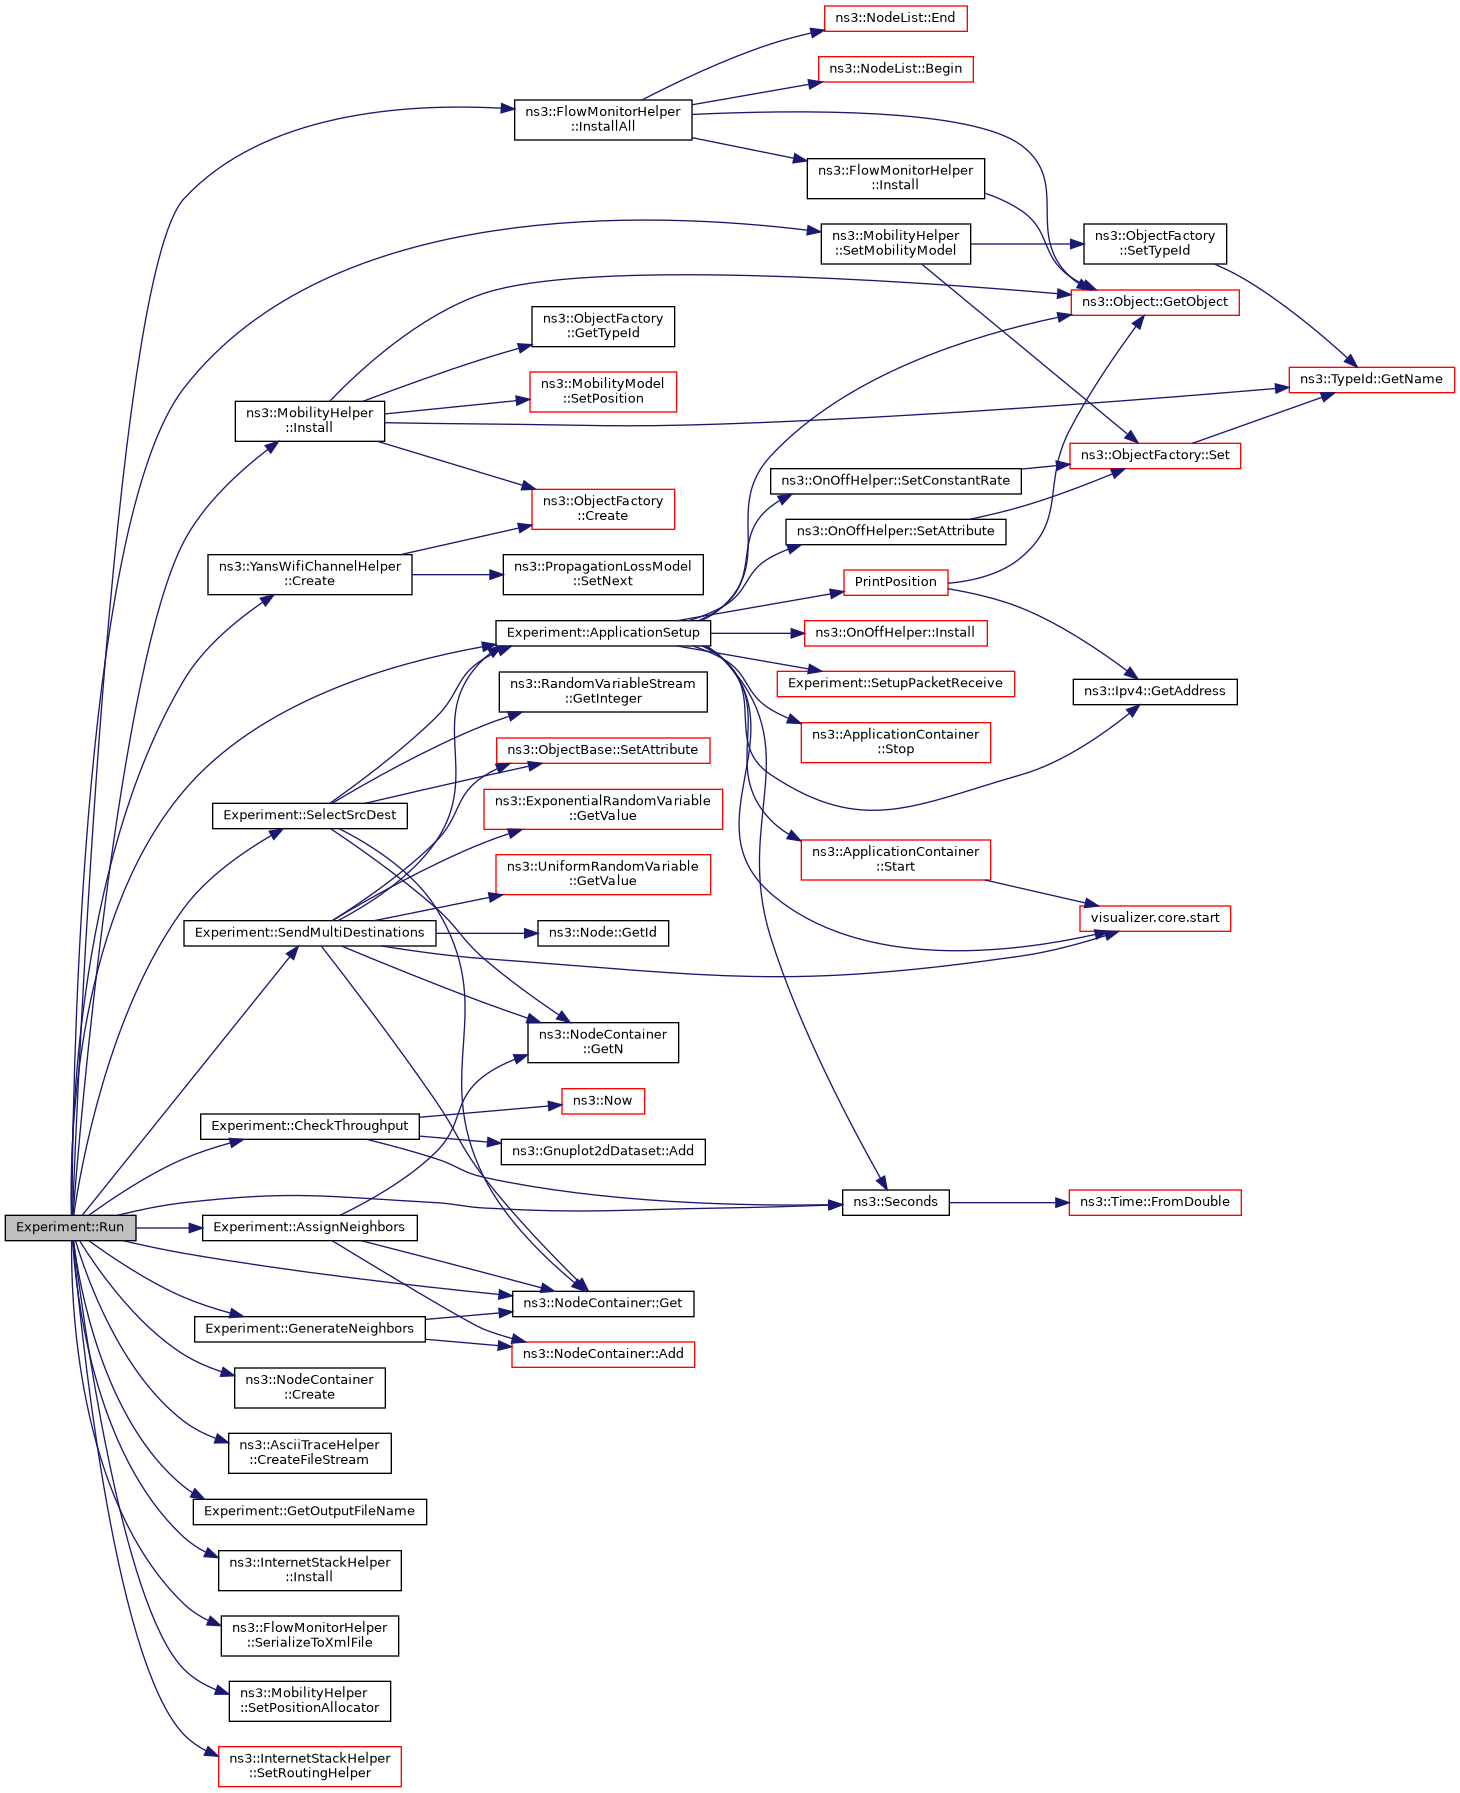 ns3::NodeList::End
ns3::NodeList::Begin
ns3::FlowMonitorHelper
::InstallAll
ns3::FlowMonitorHelper
::Install
ns3::MobilityHelper
::SetMobilityModel
ns3::ObjectFactory
::SetTypeId
ns3::Object::GetObject
ns3::ObjectFactory
::GetTypeId
ns3::TypeId::GetName
ns3::MobilityModel
::SetPosition
ns3::MobilityHelper
::Install
ns3::ObjectFactory::Set
ns3::OnOffHelper::SetConstantRate
ns3::ObjectFactory
::Create
ns3::OnOffHelper::SetAttribute
ns3::YansWifiChannelHelper
::Create
ns3::PropagationLossModel
::SetNext
PrintPosition
Experiment::ApplicationSetup
ns3::OnOffHelper::Install
Experiment::SetupPacketReceive
ns3::RandomVariableStream
::GetInteger
ns3::Ipv4::GetAddress
ns3::ApplicationContainer
::Stop
ns3::ObjectBase::SetAttribute
Experiment::SelectSrcDest
ns3::ExponentialRandomVariable
::GetValue
ns3::UniformRandomVariable
::GetValue
ns3::ApplicationContainer
::Start
visualizer.core.start
Experiment::SendMultiDestinations
ns3::Node::GetId
ns3::NodeContainer
::GetN
ns3::Now
Experiment::CheckThroughput
ns3::Gnuplot2dDataset::Add
ns3::Seconds
ns3::Time::FromDouble
Experiment::Run
Experiment::AssignNeighbors
ns3::NodeContainer::Get
Experiment::GenerateNeighbors
ns3::NodeContainer::Add
ns3::NodeContainer
::Create
ns3::AsciiTraceHelper
::CreateFileStream
Experiment::GetOutputFileName
ns3::InternetStackHelper
::Install
ns3::FlowMonitorHelper
::SerializeToXmlFile
ns3::MobilityHelper
::SetPositionAllocator
ns3::InternetStackHelper
::SetRoutingHelper